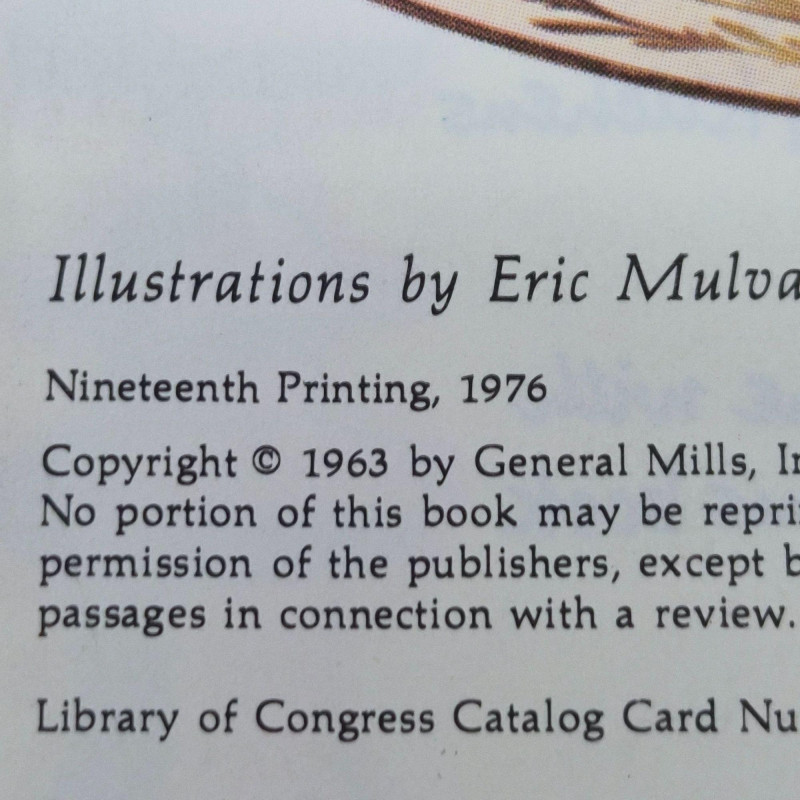 Illustrations by Eric Mulva
Nineteenth Printing, 1976
Copyright © 1963 by General Mills, In
No portion of this book may be repri
permission of the publishers, except b
passages in connection with a review.
Library of Congress Catalog Card Nu